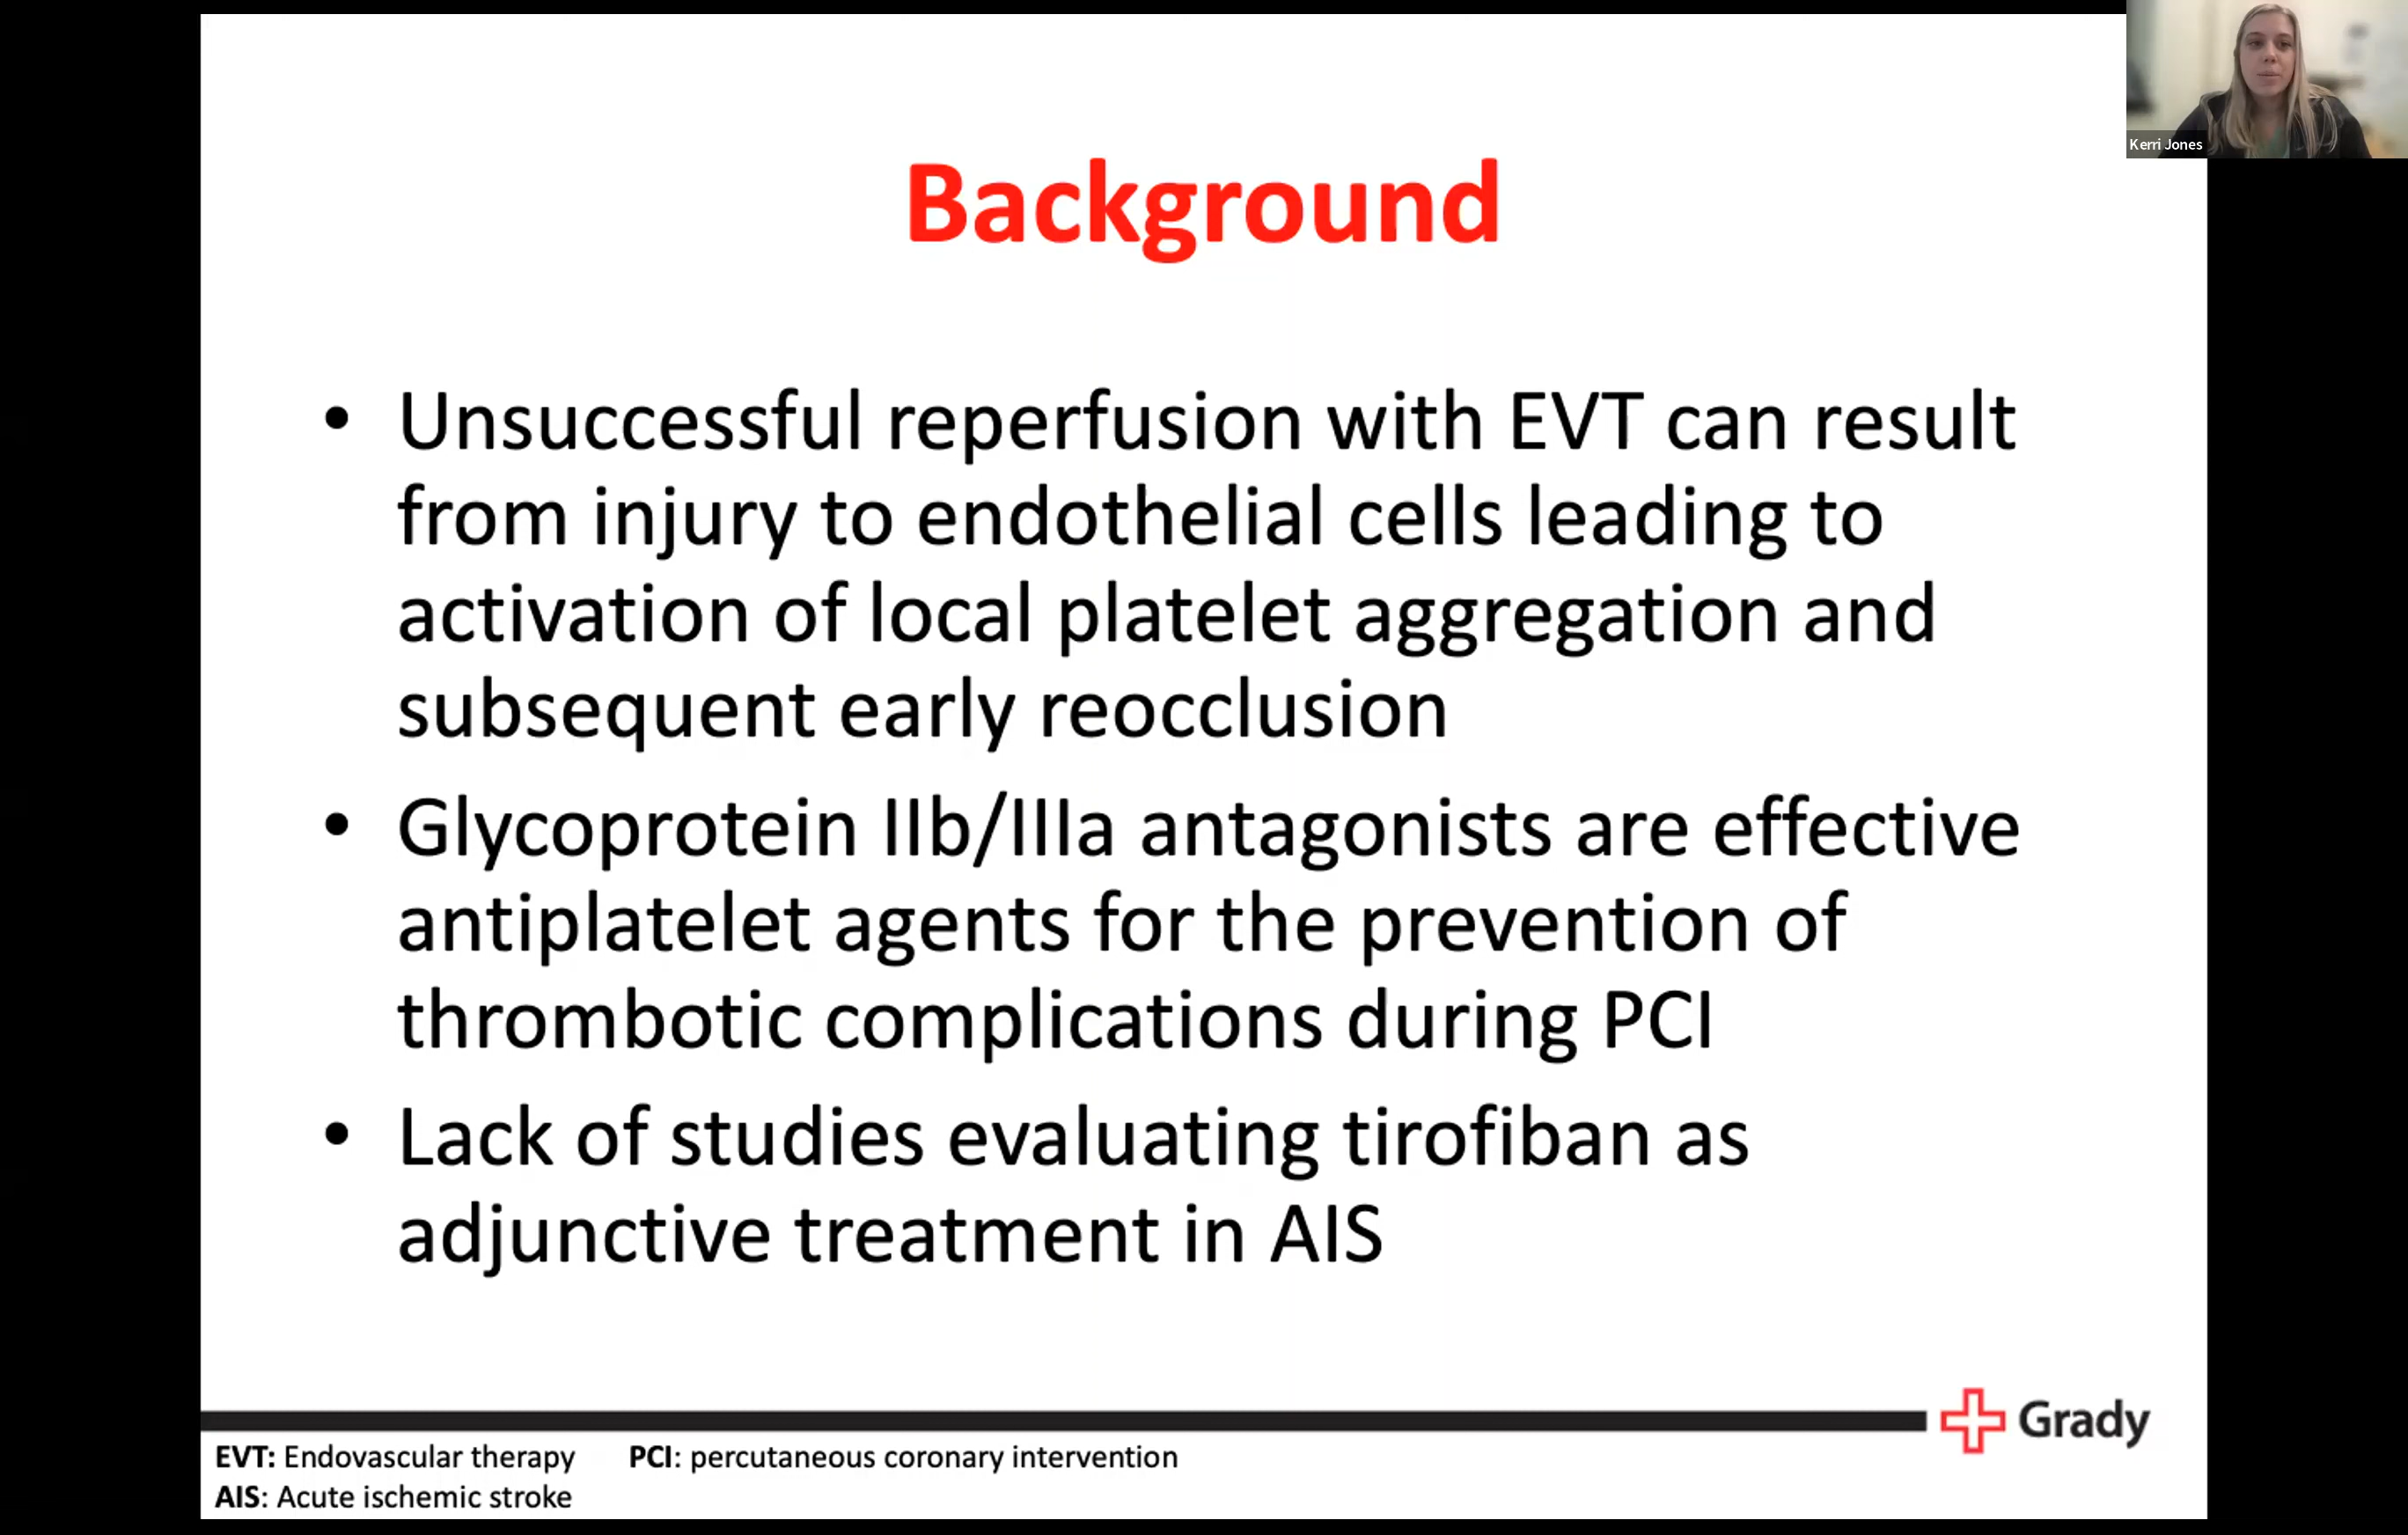 Kerri Jones
Background
• Unsuccessful reperfusion with EVT can result
from injury to endothelial cells leading to
activation of local platelet aggregation and
subsequent early reocclusion
• Glycoprotein IIb/IIIa antagonists are effective
antiplatelet agents for the prevention of
thrombotic complications during PCI
• Lack of studies evaluating tirofiban as
adjunctive treatment in AIS
Grady
EVT: Endovascular therapy PCI: percutaneous coronary intervention
AIS: Acute ischemic stroke